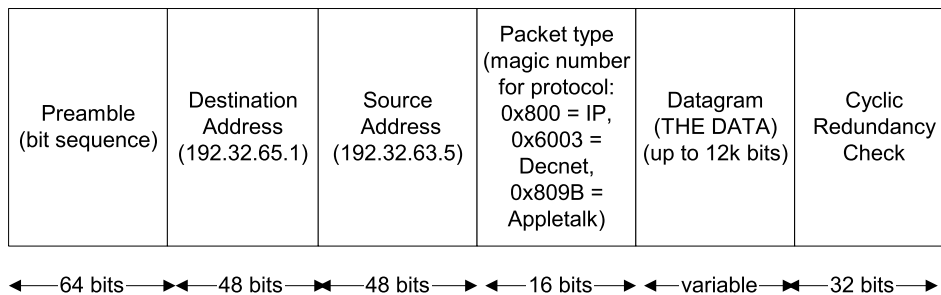 Preamble
(bit sequence)
Destination
Address
(192.32.65.1)
Source
Address
(192.32.63.5)
Packet type
(magic number
for protocol:
0x800 = IP,
0x6003 =
Decnet,
0x809B =
Appletalk)
Datagram
(THE DATA)
(up to 12k bits)
Cyclic
Redundancy
Check
64 bits
48 bits
48 bits
16 bits
variable
32 bits